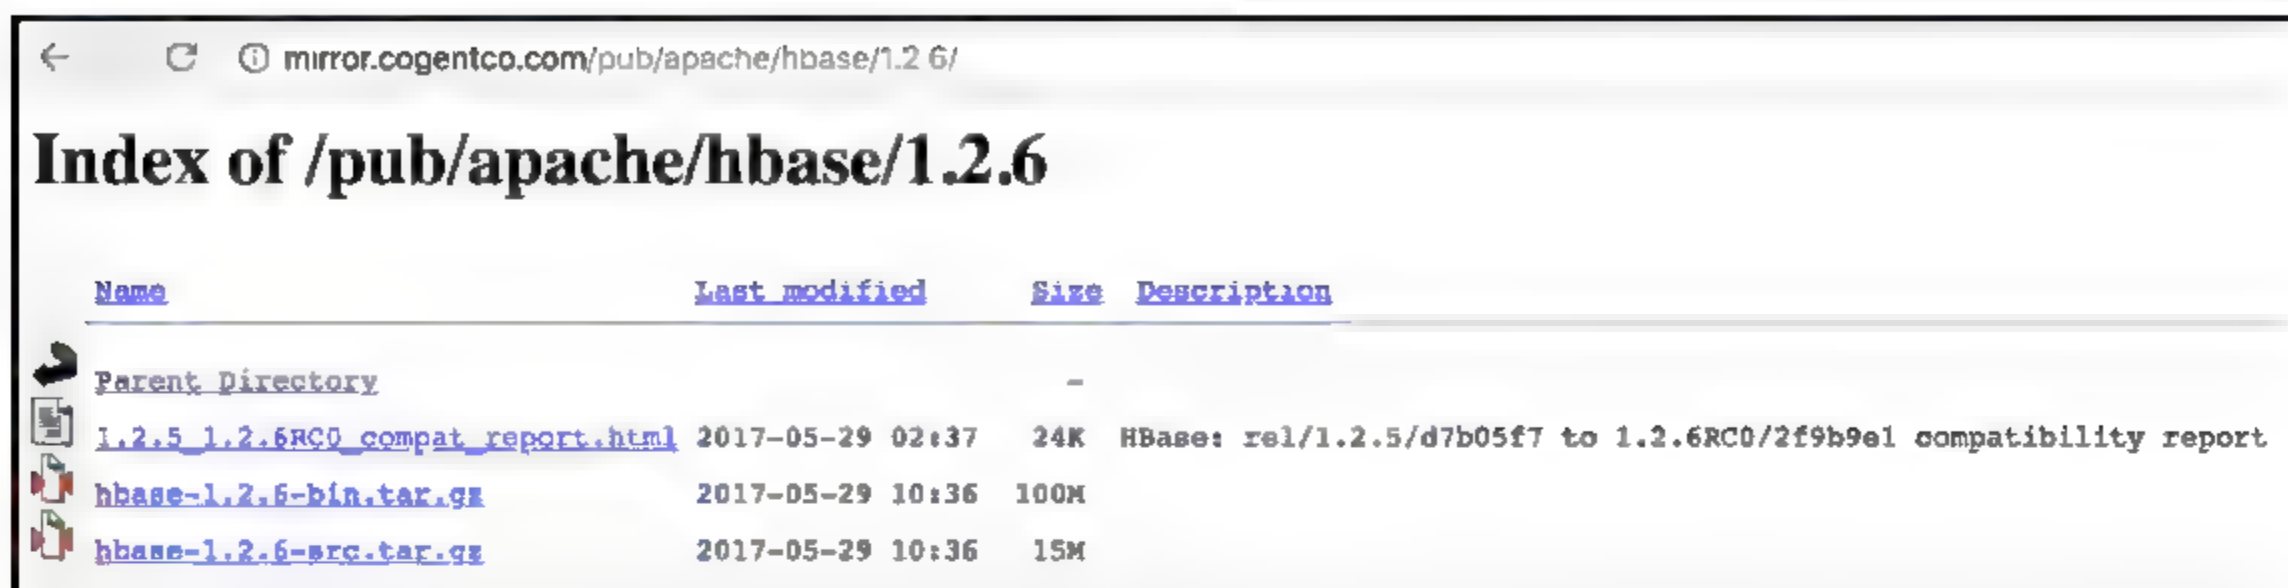 mirror.cogentco.com/pub/apache/hbase/1.2.6/
Index of /pub/apache/hbase/1.2.6
Name Last modified Size Description
Parent Directory -
1.2.5_1.2.6RC0_compat_report.html 2017-05-29 02:37 24K HBase: rel/1.2.5/d7b05f7 to 1.2.6RC0/2f9b9e1 compatibility report
hbase-1.2.6-bin.tar.gz 2017-05-29 10:36 100M
hbase-1.2.6-src.tar.gz 2017-05-29 10:36 15M